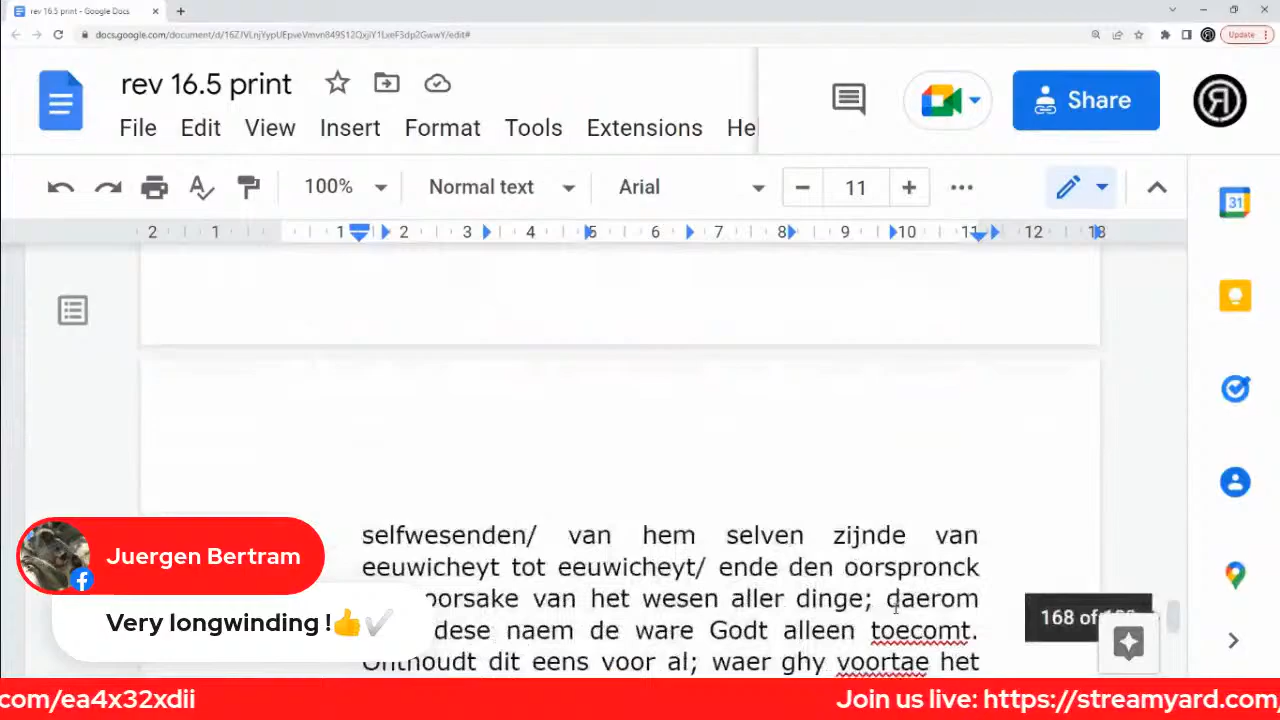 rev 16.5 print - Google Docs
docs.google.com/document/d/16ZJVLnjYypUEpveVmvn849S12QxjiY1LxeF3dp2GwwY/edit#
Update
rev 16.5 print
Share
File Edit View Insert Format Tools Extensions He
100% Normal text Arial 11
2 1 1 2 3 4 5 6 7 8 9 10 11 12 13
31
selfwesenden/ van hem selven zijnde van
eeuwicheyt tot eeuwicheyt/ ende den oorspronck
oorsake van het wesen aller dinge; daerom
dese naem de ware Godt alleen toecomt.
Onthoudt dit eens voor al; waer ghy voortae het
168 of
Juergen Bertram
Very longwinding !👍✔
com/ea4x32xdii
Join us live: https://streamyard.com/